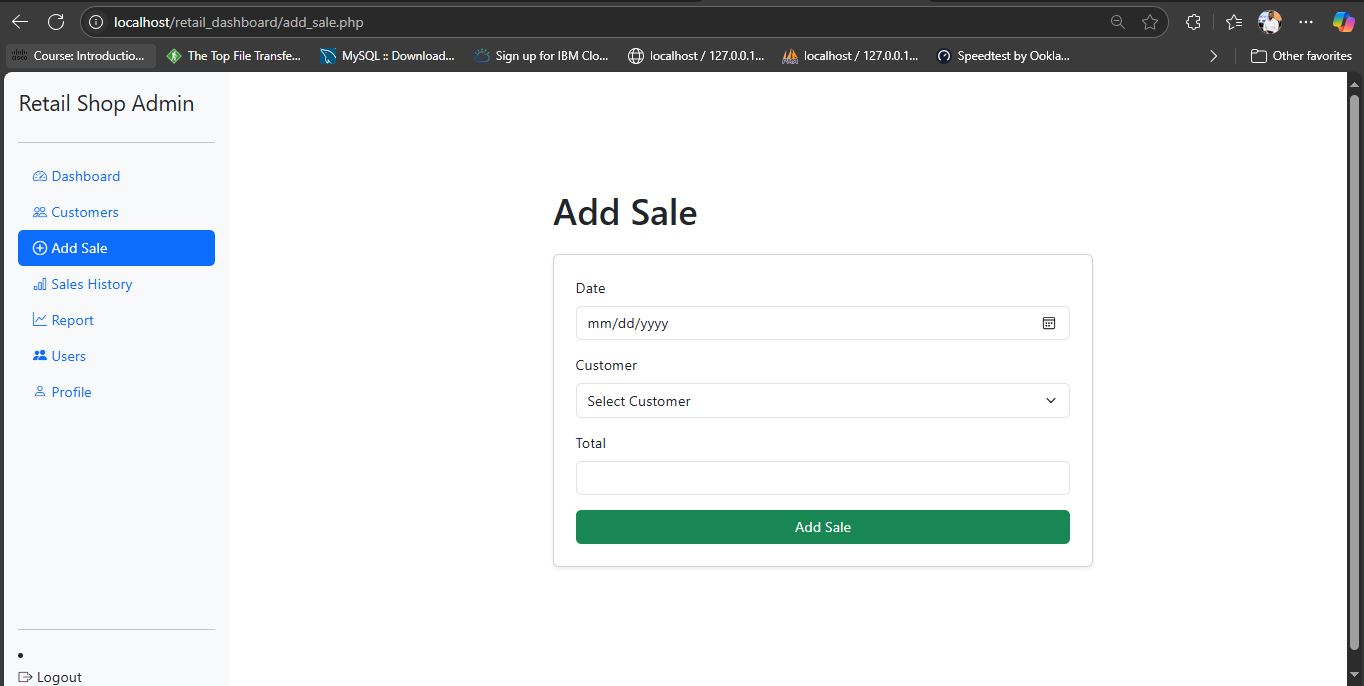 localhost/retail_dashboard/add_sale.php
Course: Introductio...
The Top File Transfe...
MySQL :: Download...
Sign up for IBM Clo...
localhost / 127.0.0.1...
localhost / 127.0.0.1...
Speedtest by Ookla...
Other favorites
Retail Shop Admin
Dashboard
Customers
Add Sale
Sales History
Report
Users
Profile
Logout
Add Sale
Date
mm/dd/yyyy
Customer
Select Customer
Total
Add Sale